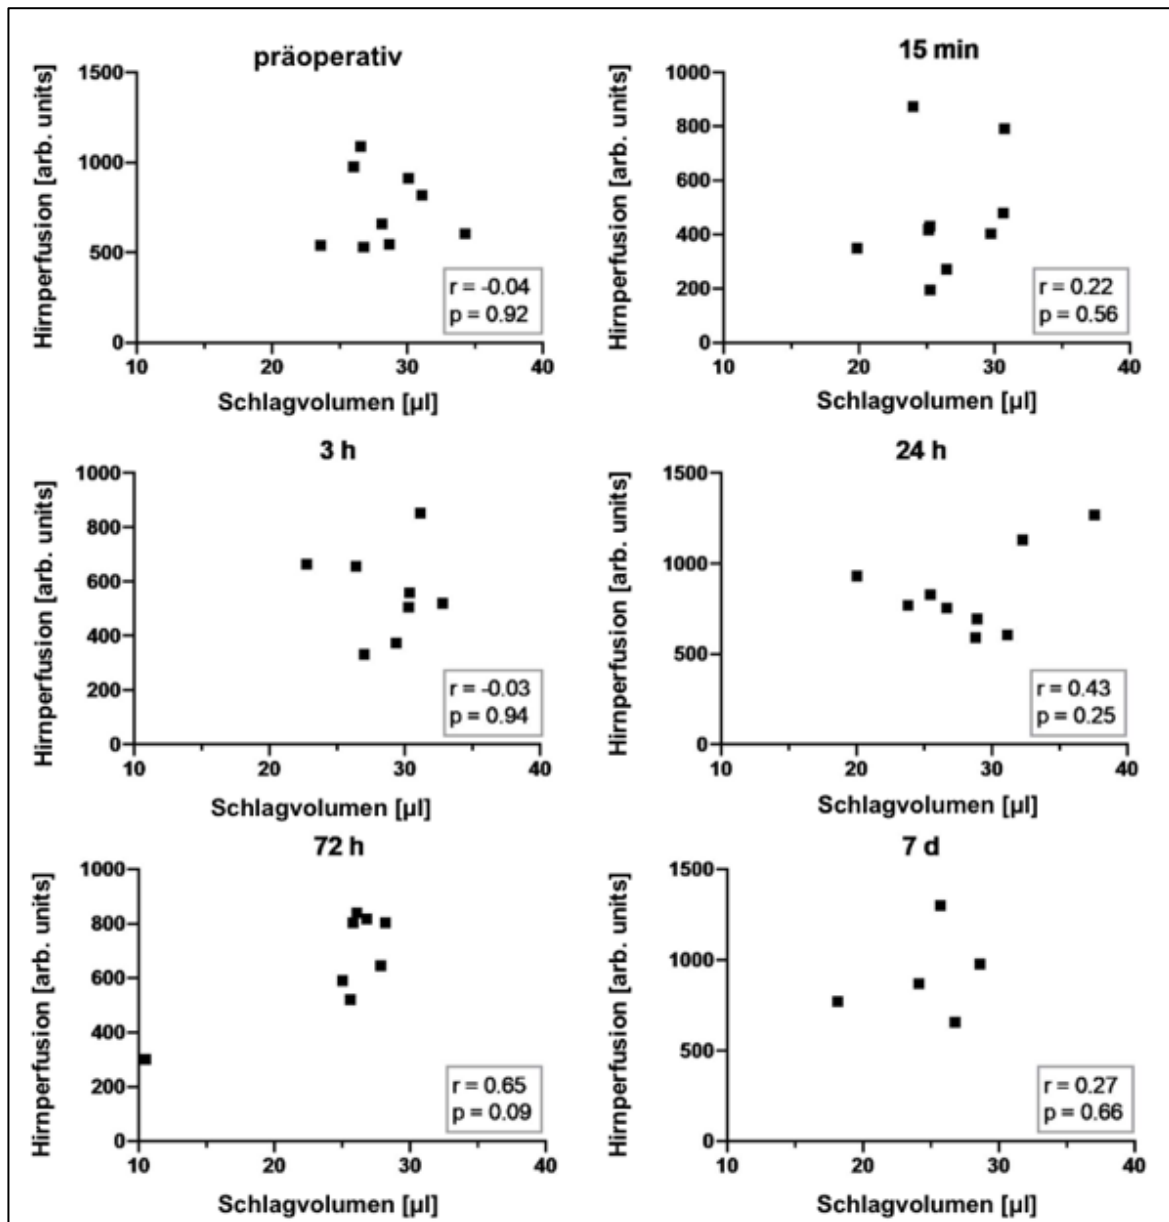 präoperativ
Hirnperfusion [arb. units]
1500
1000
500
0
10 20 30 40
Schlagvolumen [µl]
r = -0.04
p = 0.92
15 min
Hirnperfusion [arb. units]
1000
800
600
400
200
0
10 20 30 40
Schlagvolumen [µl]
r = 0.22
p = 0.56
3 h
Hirnperfusion [arb. units]
1000
800
600
400
200
0
10 20 30 40
Schlagvolumen [µl]
r = -0.03
p = 0.94
24 h
Hirnperfusion [arb. units]
1500
1000
500
0
10 20 30 40
Schlagvolumen [µl]
r = 0.43
p = 0.25
72 h
Hirnperfusion [arb. units]
1000
800
600
400
200
0
10 20 30 40
Schlagvolumen [µl]
r = 0.65
p = 0.09
7 d
Hirnperfusion [arb. units]
1500
1000
500
0
10 20 30 40
Schlagvolumen [µl]
r = 0.27
p = 0.66